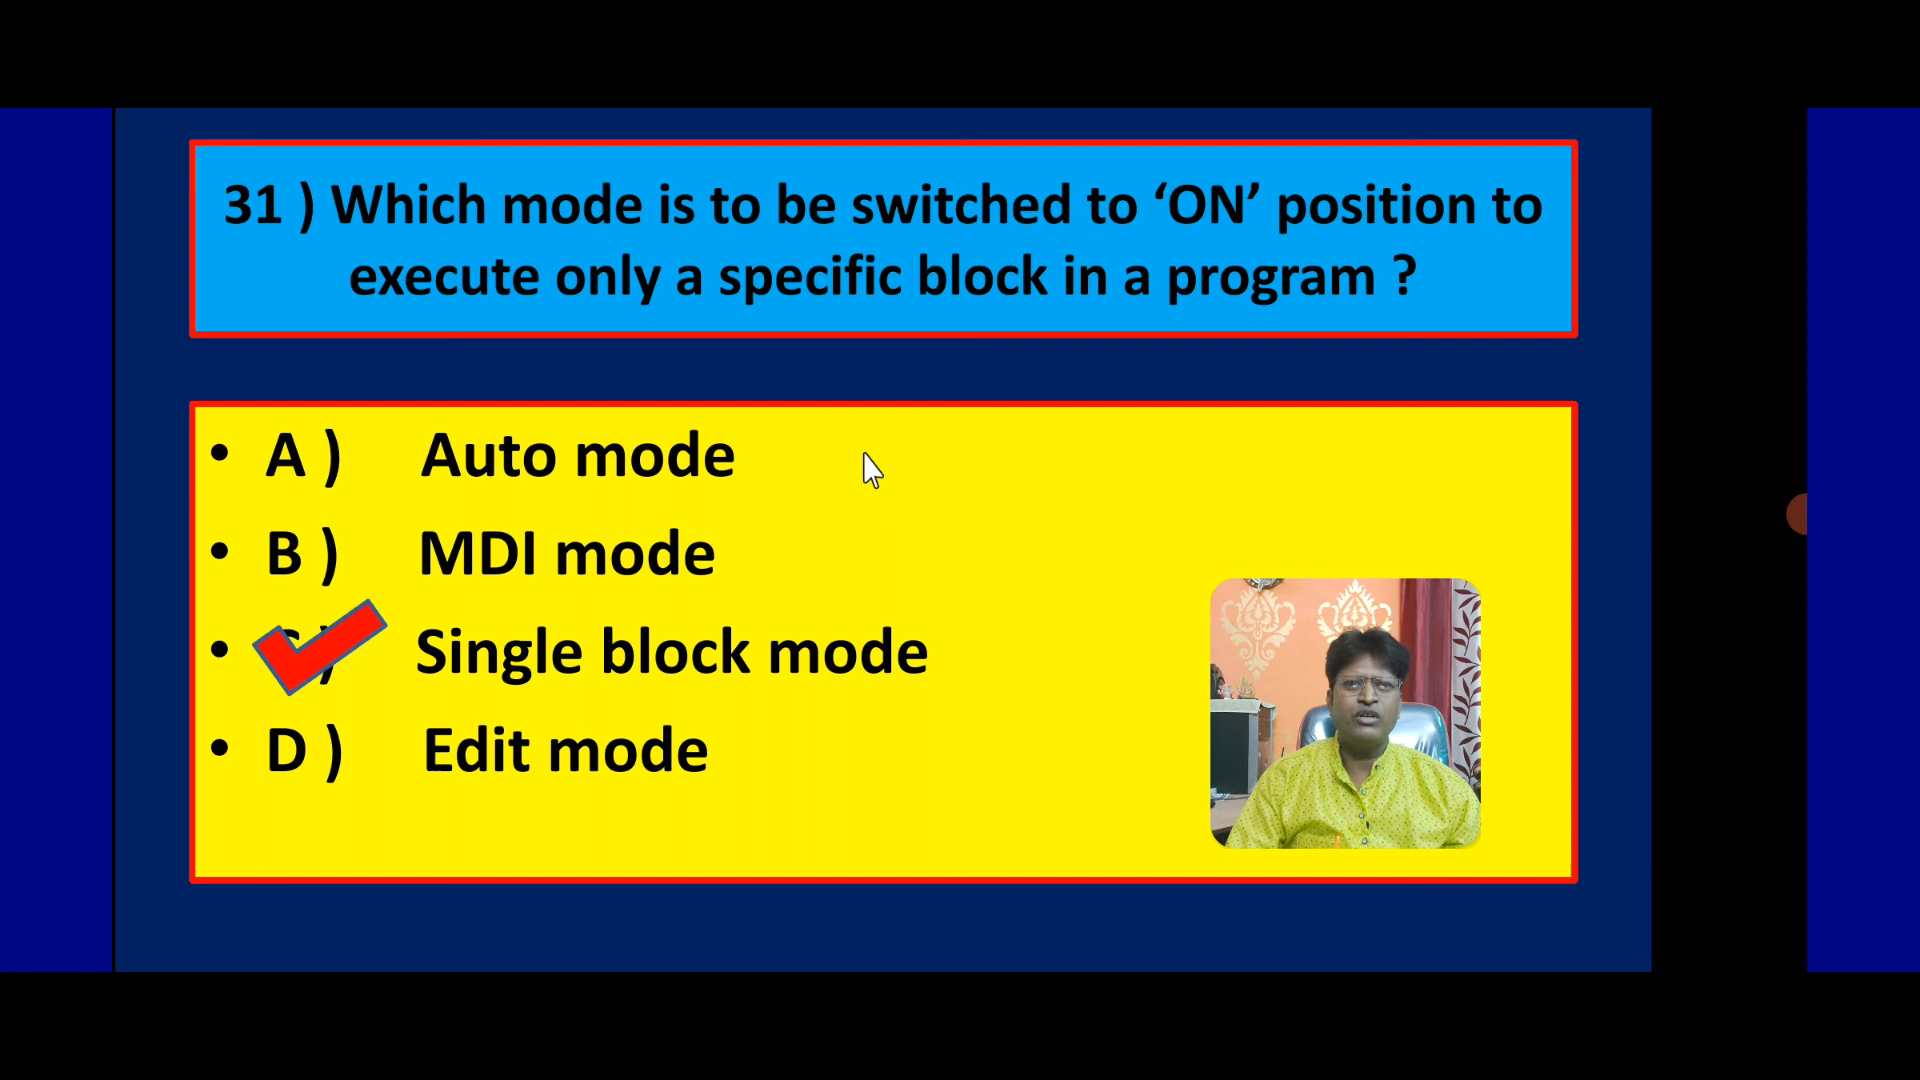 31 ) Which mode is to be switched to ‘ON’ position to
execute only a specific block in a program ?
• A ) Auto mode
• B ) MDI mode
• Single block mode
• D ) Edit mode